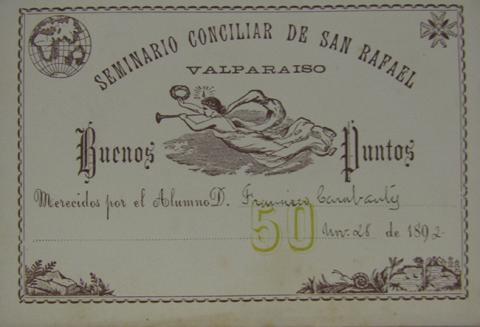 SEMINARIO CONCILIAR DE SAN RAFAEL
VALPARAISO
Buenos Puntos
Merecidos por el Alumno D. Francisco
50
de 1892